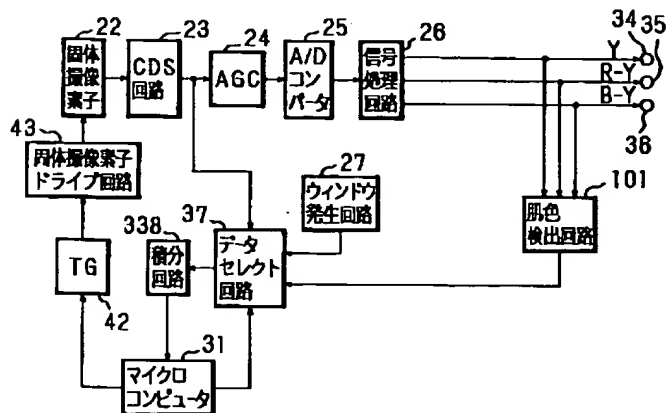 22
固体
撮像
素子
23
CDS
回路
24
AGC
25
A/D
コン
バータ
26
信号
処理
回路
Y
R-Y
B-Y
34
35
36
43
固体撮像素子
ドライブ回路
TG
42
338
積分
回路
37
データ
セレクト
回路
27
ウィンドウ
発生回路
101
肌色
検出回路
31
マイクロ
コンピュータ